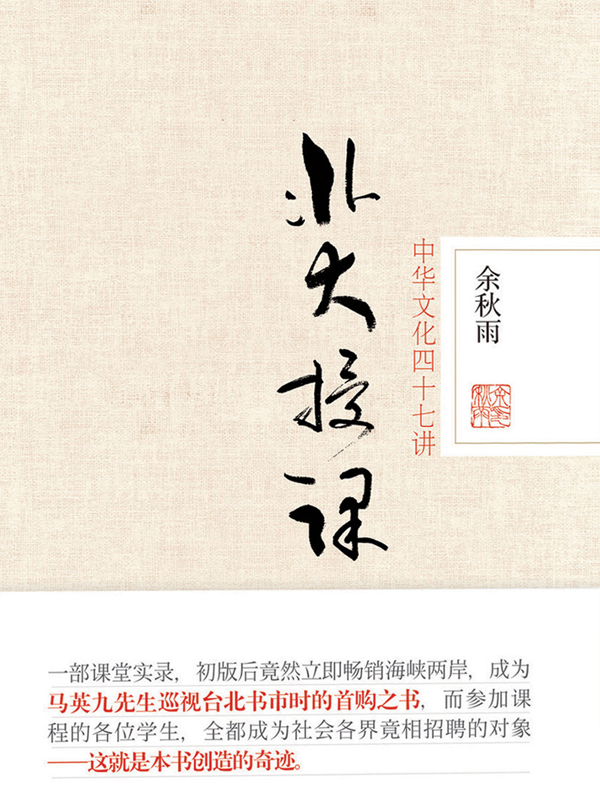 北大授课
中华文化四十七讲
余秋雨
一部课堂实录，初版后竟然立即畅销海峡两岸，成为
马英九先生巡视台北书市时的首购之书，而参加课
程的各位学生，全都成为社会各界竟相招聘的对象
——这就是本书创造的奇迹。